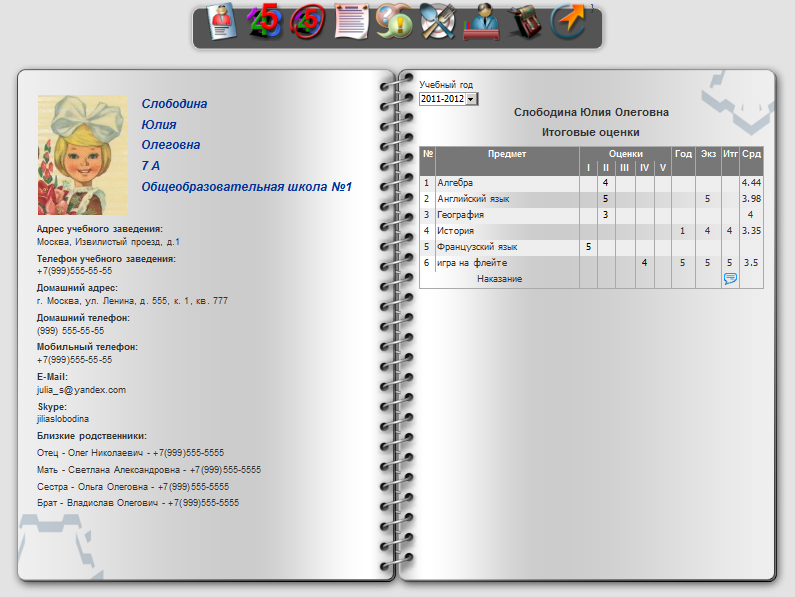 1
Слободина
Юлия
Олеговна
7 А
Общеобразовательная школа №1
Адрес учебного заведения:
Москва, Извилистый проезд, д.1
Телефон учебного заведения:
+7(999)555-55-55
Домашний адрес:
г. Москва, ул. Ленина, д. 555, к. 1, кв. 777
Домашний телефон:
(999) 555-55-55
Мобильный телефон:
+7(999)555-55-55
E-Mail:
julia_s@yandex.com
Skype:
jiliaslobodina
Близкие родственники:
Отец - Олег Николаевич - +7(999)555-5555
Мать - Светлана Александровна - +7(999)555-5555
Сестра - Ольга Олеговна - +7(999)555-5555
Брат - Владислав Олегович - +7(999)555-5555
Учебный год
2011-2012
Слободина Юлия Олеговна
Итоговые оценки
№ Предмет Оценки Год Экз Итг Срд
I II III IV V
1 Алгебра 4 4.44
2 Английский язык 5 5 3.98
3 География 3 4
4 История 1 4 4 3.35
5 Французский язык 5
6 игра на флейте 4 5 5 5 3.5
Наказание